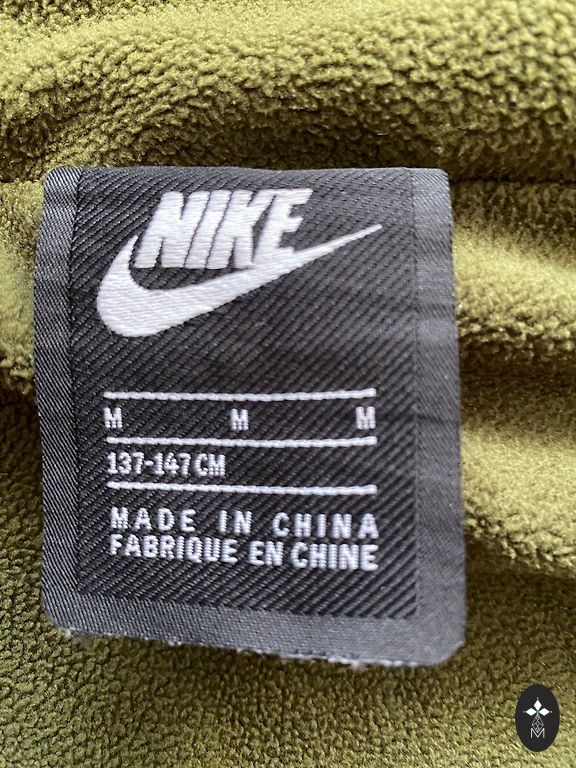 NIKE
M M M
137-147CM
MADE IN CHINA
FABRIQUE EN CHINE
M